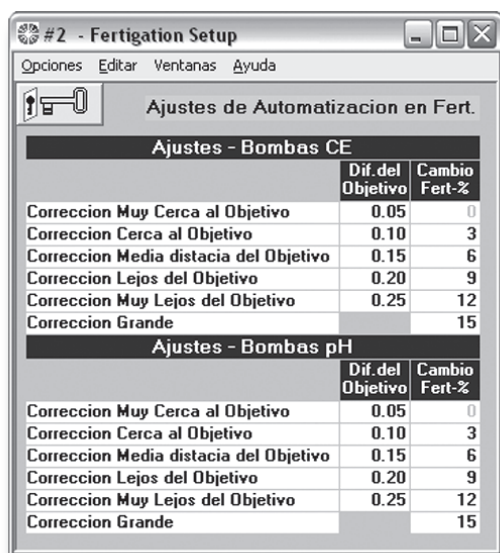 #2 - Fertigation Setup
Opciones Editar Ventanas Ayuda
Ajustes de Automatizacion en Fert.
Ajustes - Bombas CE
Dif.del Objetivo Cambio Fert-%
Correccion Muy Cerca al Objetivo 0.05 0
Correccion Cerca al Objetivo 0.10 3
Correccion Media distacia del Objetivo 0.15 6
Correccion Lejos del Objetivo 0.20 9
Correccion Muy Lejos del Objetivo 0.25 12
Correccion Grande 15
Ajustes - Bombas pH
Dif.del Objetivo Cambio Fert-%
Correccion Muy Cerca al Objetivo 0.05 0
Correccion Cerca al Objetivo 0.10 3
Correccion Media distacia del Objetivo 0.15 6
Correccion Lejos del Objetivo 0.20 9
Correccion Muy Lejos del Objetivo 0.25 12
Correccion Grande 15